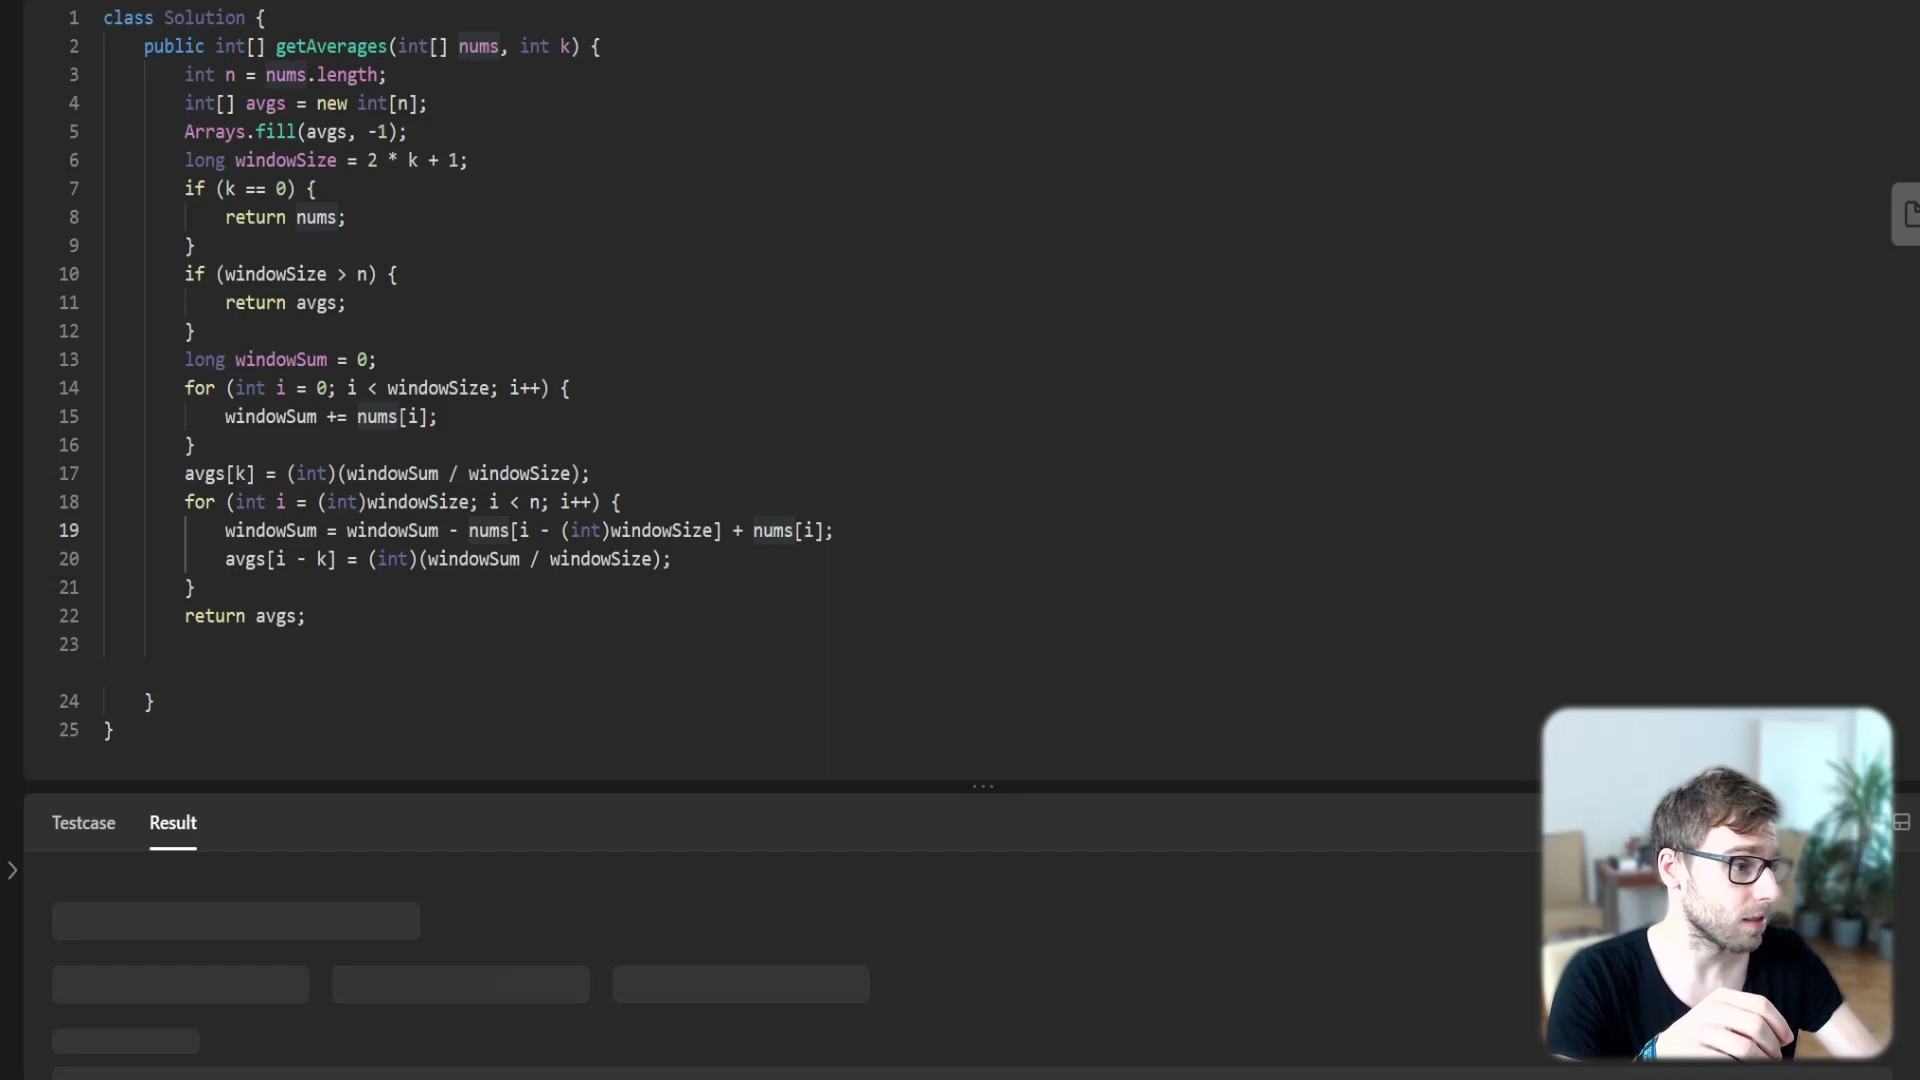 1 class Solution {
2 public int[] getAverages(int[] nums, int k) {
3 int n = nums.length;
4 int[] avgs = new int[n];
5 Arrays.fill(avgs, -1);
6 long windowSize = 2 * k + 1;
7 if (k == 0) {
8 return nums;
9 }
10 if (windowSize > n) {
11 return avgs;
12 }
13 long windowSum = 0;
14 for (int i = 0; i < windowSize; i++) {
15 windowSum += nums[i];
16 }
17 avgs[k] = (int)(windowSum / windowSize);
18 for (int i = (int)windowSize; i < n; i++) {
19 windowSum = windowSum - nums[i - (int)windowSize] + nums[i];
20 avgs[i - k] = (int)(windowSum / windowSize);
21 }
22 return avgs;
23
24 }
25 }
Testcase Result